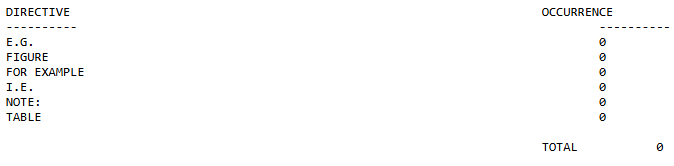 DIRECTIVE OCCURRENCE
---------- ----------
E.G. 0
FIGURE 0
FOR EXAMPLE 0
I.E. 0
NOTE: 0
TABLE 0
TOTAL 0